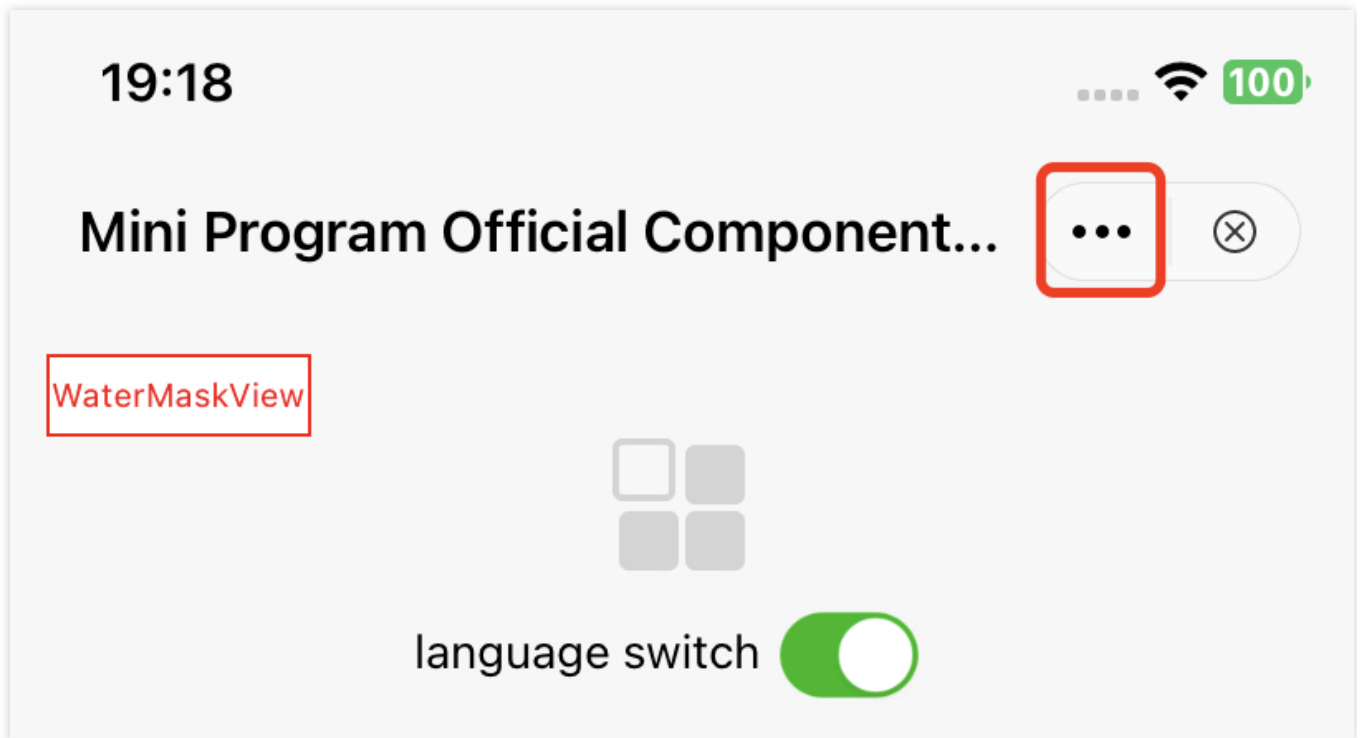 19:18
100
Mini Program Official Component...
WaterMaskView
language switch